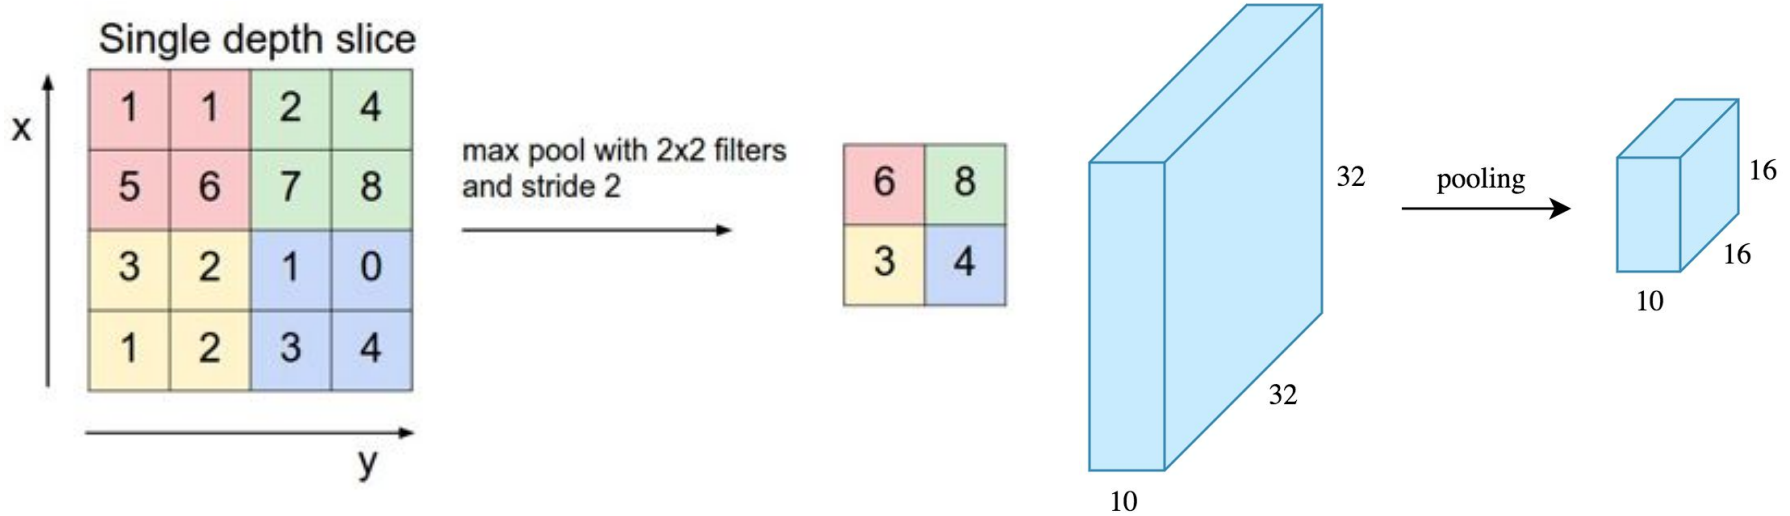 Single depth slice
x
1 1 2 4
5 6 7 8
3 2 1 0
1 2 3 4
y
max pool with 2x2 filters
and stride 2
6 8
3 4
32
32
10
pooling
16
16
10